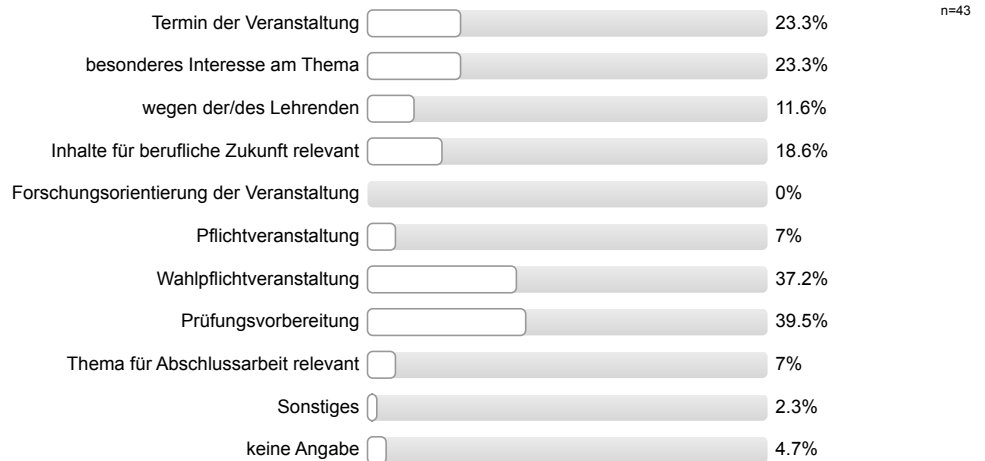 n=43
Termin der Veranstaltung 23.3%
besonderes Interesse am Thema 23.3%
wegen der/des Lehrenden 11.6%
Inhalte für berufliche Zukunft relevant 18.6%
Forschungsorientierung der Veranstaltung 0%
Pflichtveranstaltung 7%
Wahlpflichtveranstaltung 37.2%
Prüfungsvorbereitung 39.5%
Thema für Abschlussarbeit relevant 7%
Sonstiges 2.3%
keine Angabe 4.7%